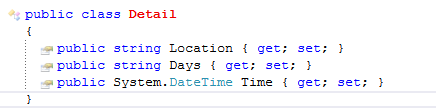 public class Detail
{
public string Location { get; set; }
public string Days { get; set; }
public System.DateTime Time { get; set; }
}